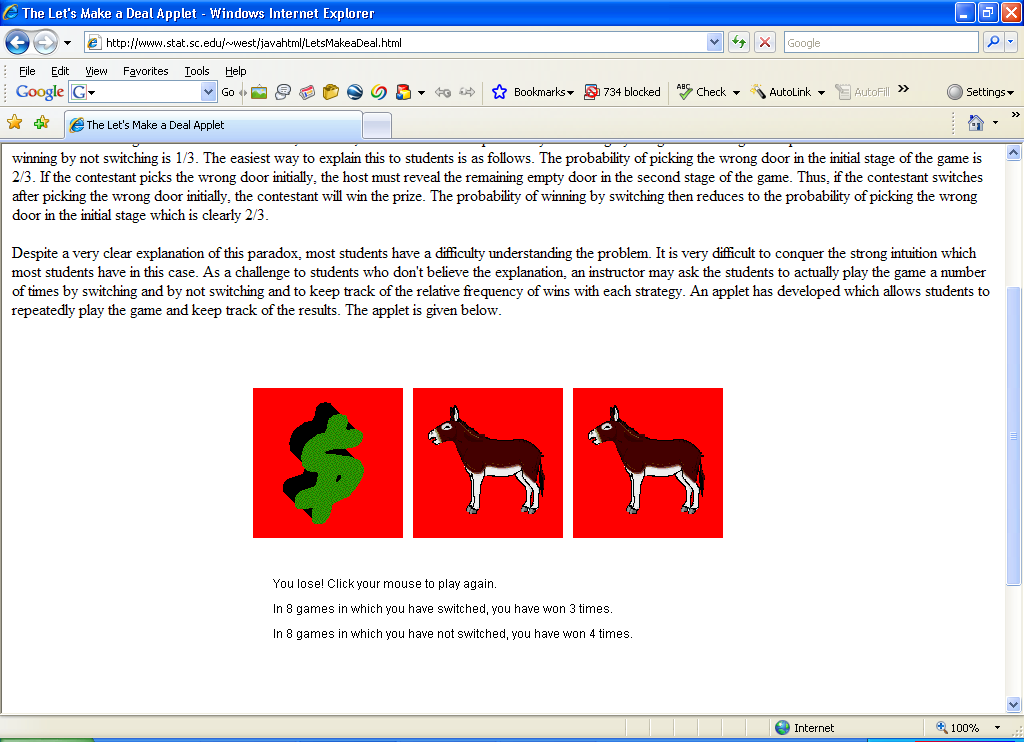 The Let's Make a Deal Applet - Windows Internet Explorer
http://www.stat.sc.edu/~west/javahtml/LetsMakeaDeal.html
Google
File Edit View Favorites Tools Help
Google G Go Bookmarks 734 blocked ABC Check AutoLink AutoFill Settings
The Let's Make a Deal Applet
winning by not switching is 1/3. The easiest way to explain this to students is as follows. The probability of picking the wrong door in the initial stage of the game is
2/3. If the contestant picks the wrong door initially, the host must reveal the remaining empty door in the second stage of the game. Thus, if the contestant switches
after picking the wrong door initially, the contestant will win the prize. The probability of winning by switching then reduces to the probability of picking the wrong
door in the initial stage which is clearly 2/3.
Despite a very clear explanation of this paradox, most students have a difficulty understanding the problem. It is very difficult to conquer the strong intuition which
most students have in this case. As a challenge to students who don't believe the explanation, an instructor may ask the students to actually play the game a number
of times by switching and by not switching and to keep track of the relative frequency of wins with each strategy. An applet has developed which allows students to
repeatedly play the game and keep track of the results. The applet is given below.
$
You lose! Click your mouse to play again.
In 8 games in which you have switched, you have won 3 times.
In 8 games in which you have not switched, you have won 4 times.
Internet 100%